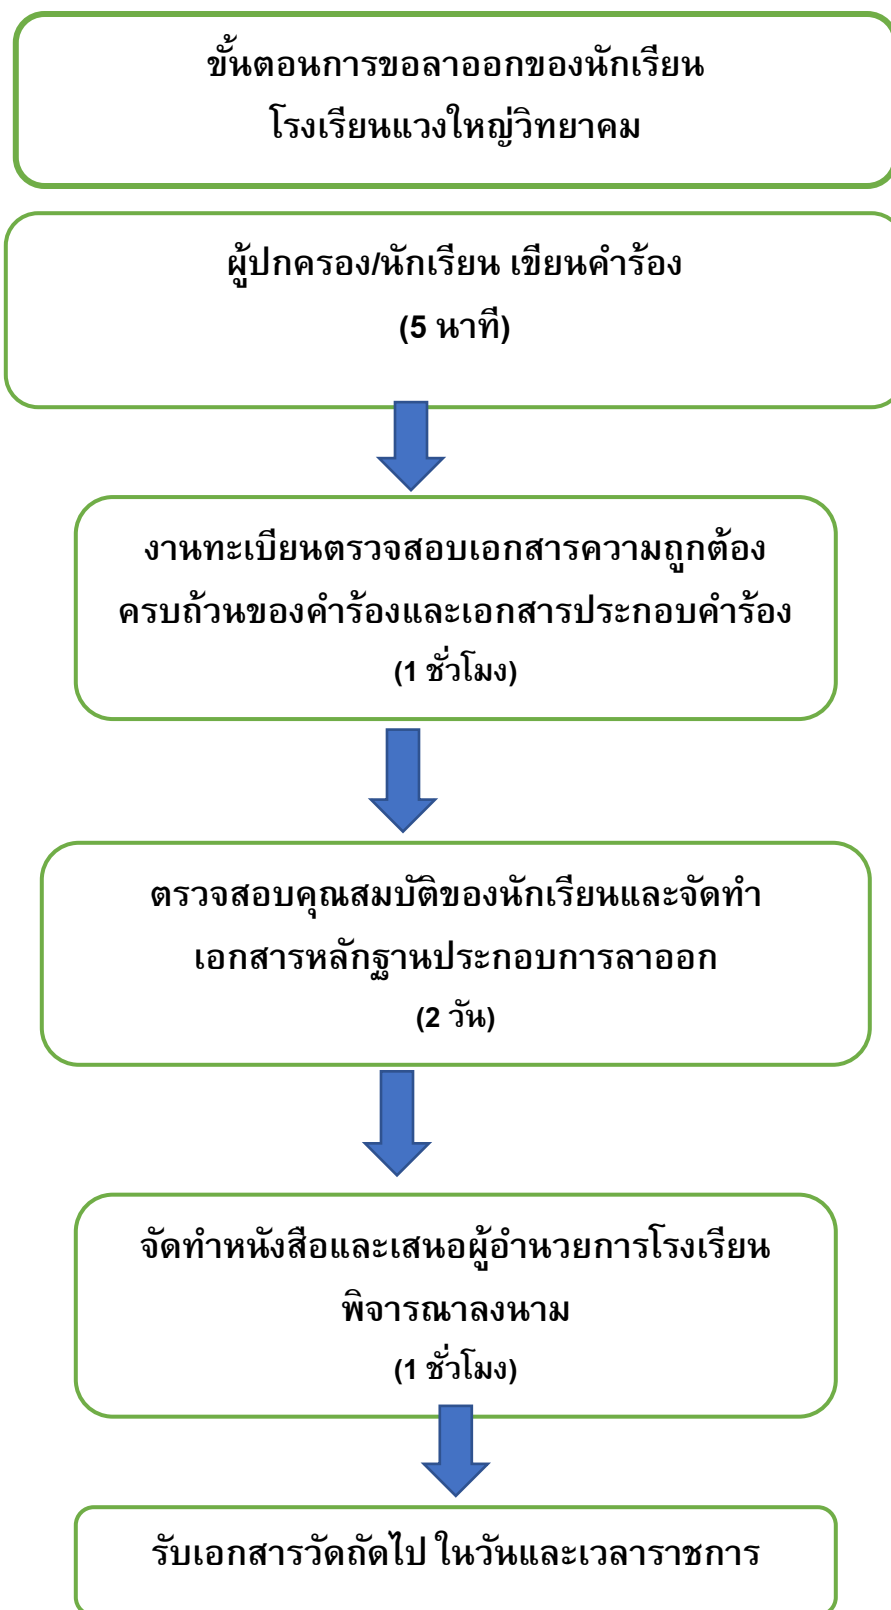 ขั้นตอนการขอลาออกของนักเรียน
โรงเรียนแวงใหญ่วิทยาคม
ผู้ปกครอง/นักเรียน เขียนคำร้อง
(5 นาที)
งานทะเบียนตรวจสอบเอกสารความถูกต้อง
ครบถ้วนของคำร้องและเอกสารประกอบคำร้อง
(1 ชั่วโมง)
ตรวจสอบคุณสมบัติของนักเรียนและจัดทำ
เอกสารหลักฐานประกอบการลาออก
(2 วัน)
จัดทำหนังสือและเสนอผู้อำนวยการโรงเรียน
พิจารณาลงนาม
(1 ชั่วโมง)
รับเอกสารวัดถัดไป ในวันและเวลาราชการ